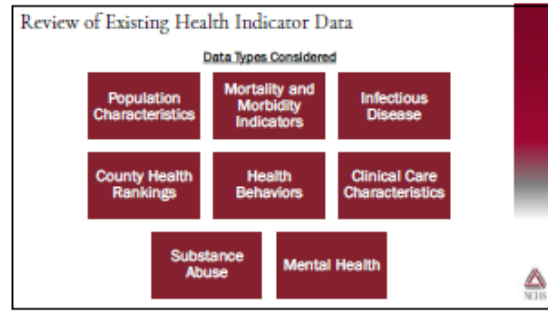 Review of Existing Health Indicator Data
Data Types Considered
Population
Characteristics
Mortality and
Morbidity
Indicators
Infectious
Disease
County Health
Rankings
Health
Behaviors
Clinical Care
Characteristics
Substance
Abuse
Mental Health
NCHS